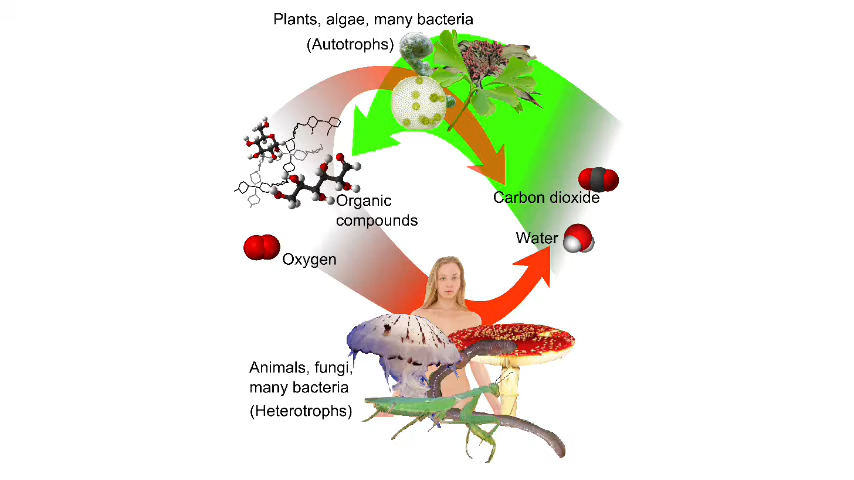 Plants, algae, many bacteria
(Autotrophs)
Organic
compounds
Oxygen
Carbon dioxide
Water
Animals, fungi,
many bacteria
(Heterotrophs)